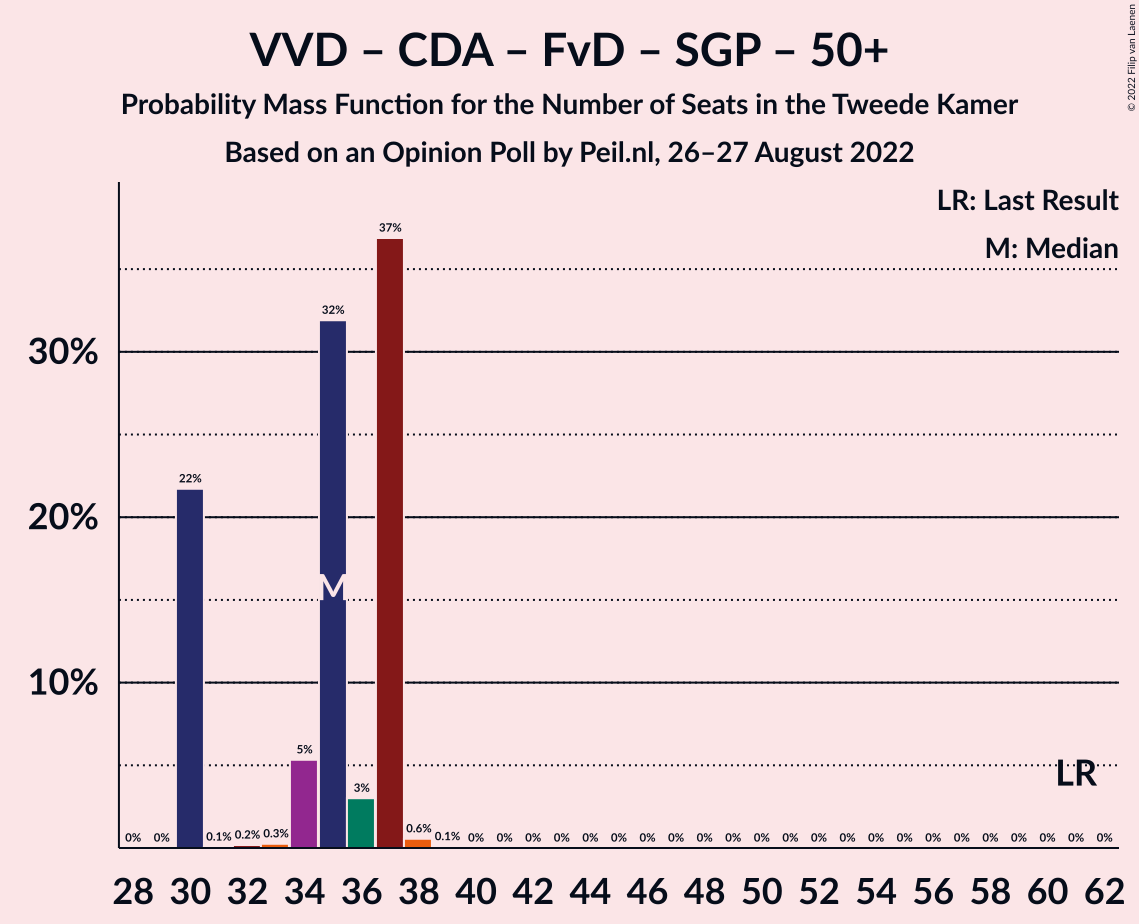 VVD – CDA – FvD – SGP – 50+
Probability Mass Function for the Number of Seats in the Tweede Kamer
Based on an Opinion Poll by Peil.nl, 26–27 August 2022
© 2022 Filip van Laenen
LR: Last Result
M: Median
37%
32%
30%
22%
20%
M
10%
5%
LR
3%
0% 0% 0.1% 0.2% 0.3% 0.6% 0.1% 0% 0% 0% 0% 0% 0% 0% 0% 0% 0% 0% 0% 0% 0% 0% 0% 0% 0% 0% 0% 0% 0% 0%
28 30 32 34 36 38 40 42 44 46 48 50 52 54 56 58 60 62